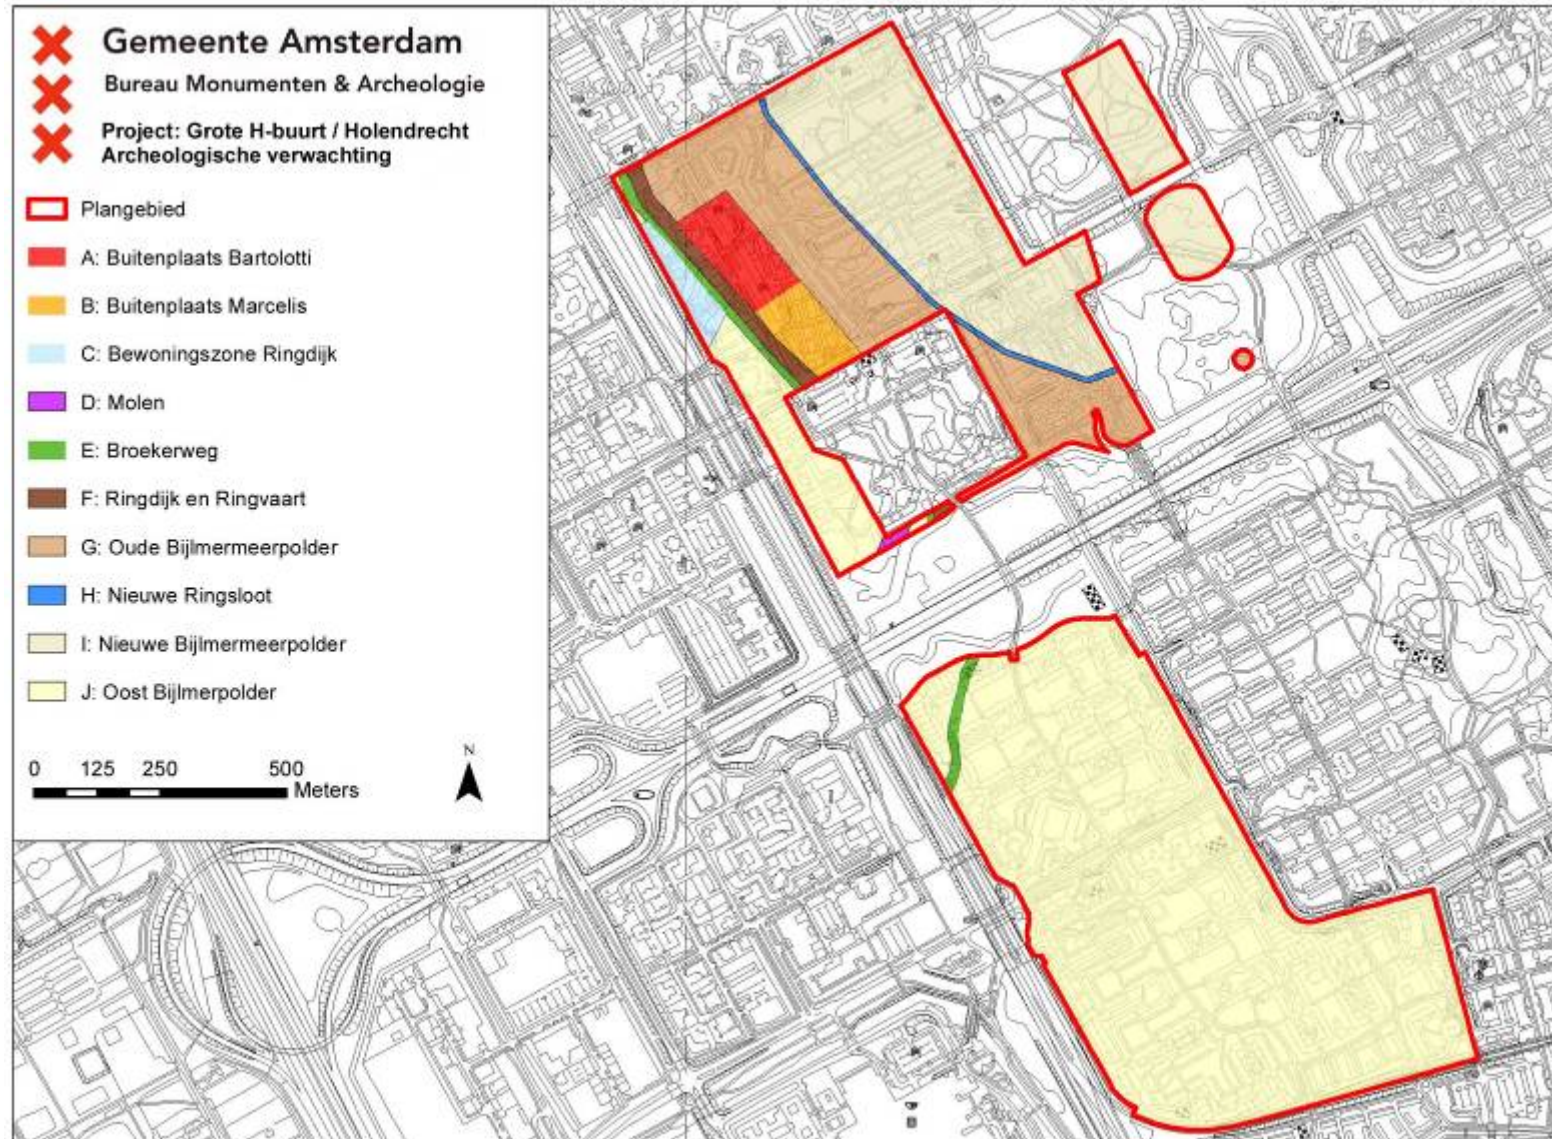 Gemeente Amsterdam
Bureau Monumenten & Archeologie
Project: Grote H-buurt / Holendrecht
Archeologische verwachting
Plangebied
A: Buitenplaats Bartolotti
B: Buitenplaats Marcelis
C: Bewoningszone Ringdijk
D: Molen
E: Broekerweg
F: Ringdijk en Ringvaart
G: Oude Bijlmermeerpolder
H: Nieuwe Ringsloot
I: Nieuwe Bijlmermeerpolder
J: Oost Bijlmerpolder
N
0 125 250 500
Meters